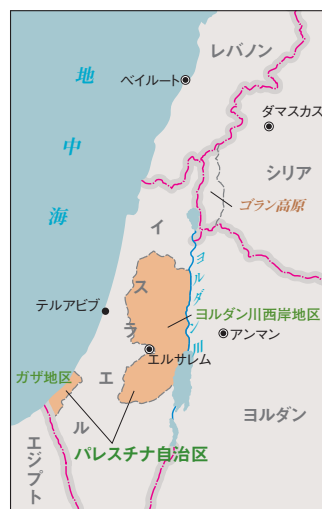 レバノン
地中海
ベイルート
ダマスカス
シリア
ゴラン高原
イスラエル
ヨルダン川
テルアビブ
ヨルダン川西岸地区
アンマン
エルサレム
ガザ地区
ヨルダン
パレスチナ自治区
エジプト